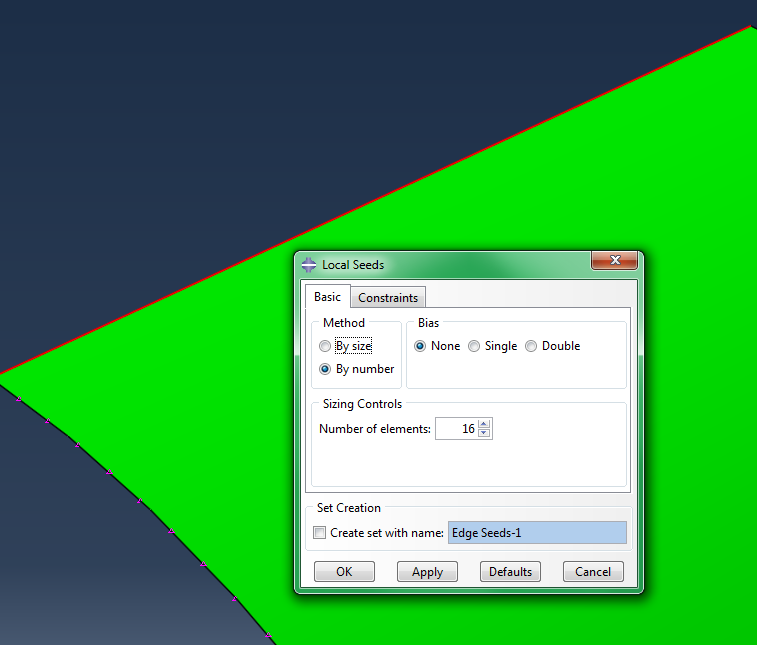 Local Seeds
Basic Constraints
Method
By size
By number
Bias
None Single Double
Sizing Controls
Number of elements: 16
Set Creation
Create set with name: Edge Seeds-1
OK Apply Defaults Cancel